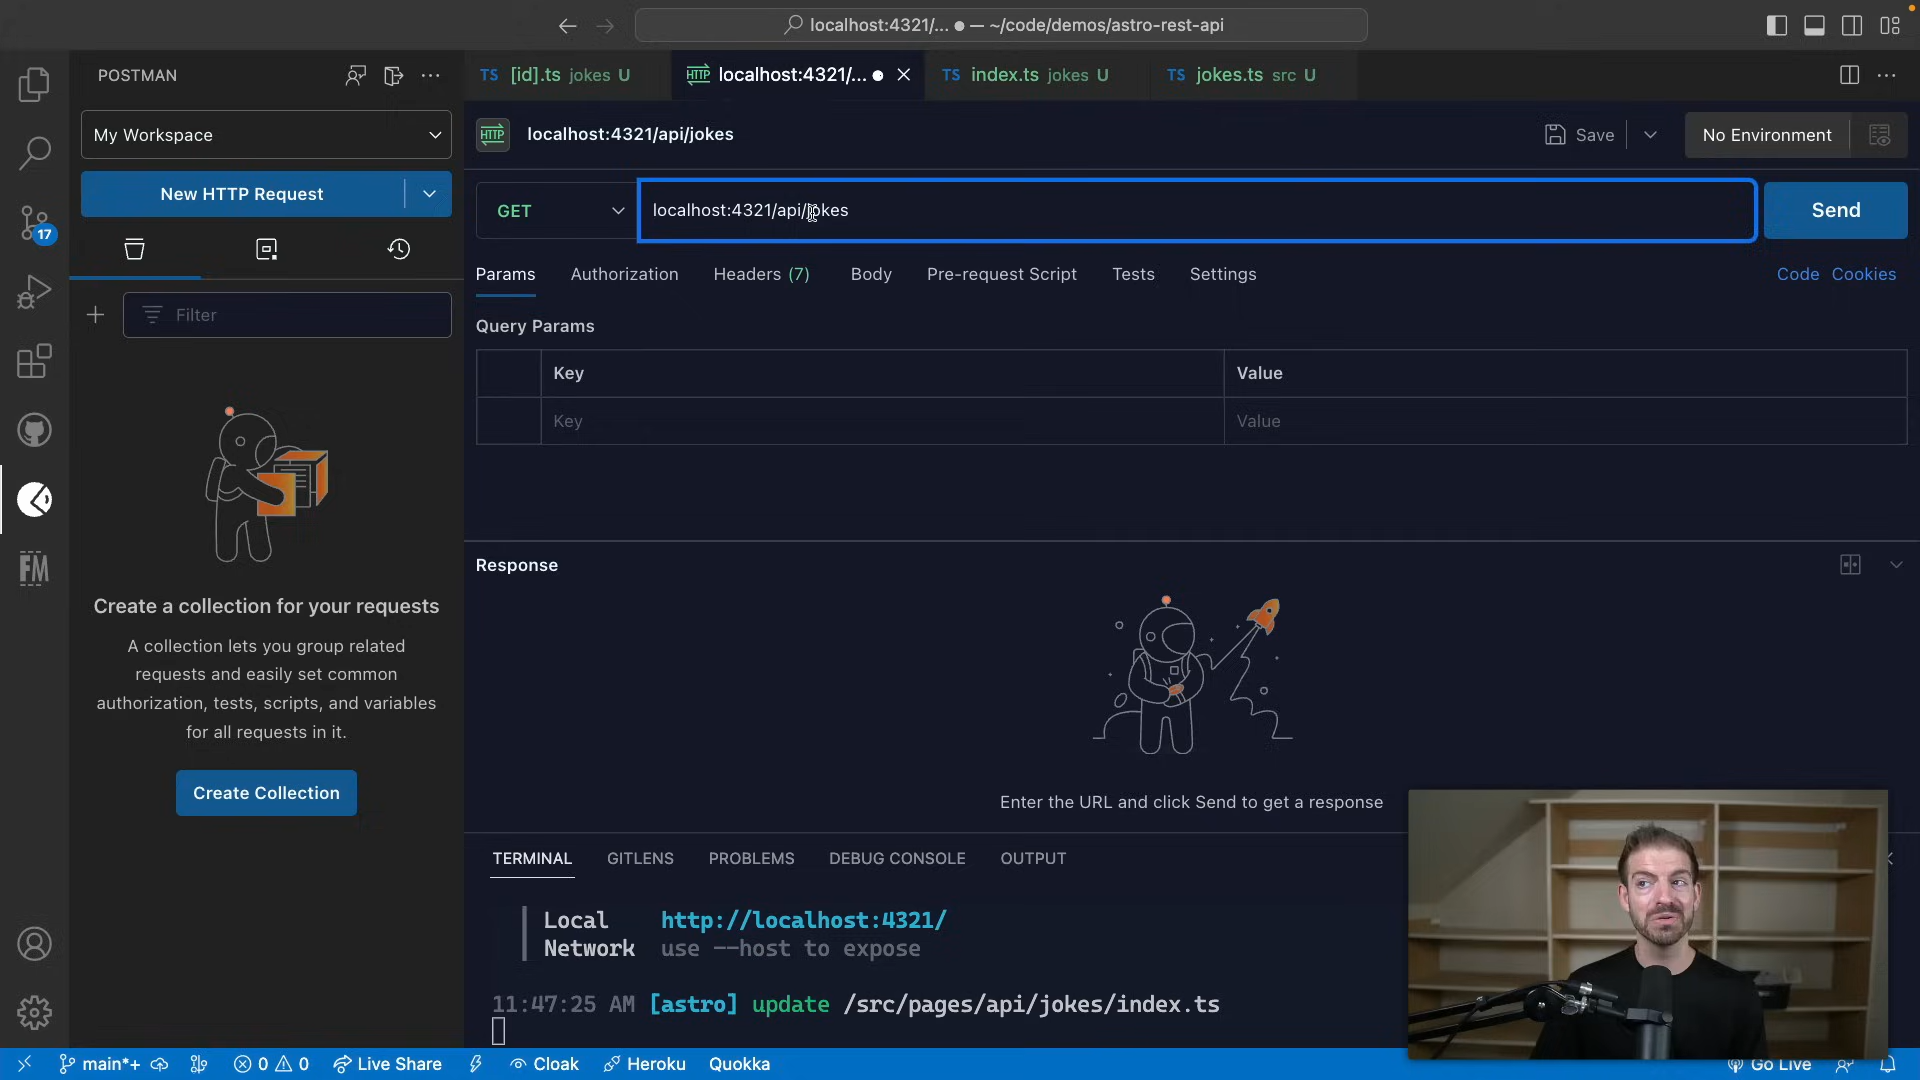 localhost:4321/... ● — ~/code/demos/astro-rest-api
POSTMAN
TS [id].ts jokes U
HTTP localhost:4321/... ●
TS index.ts jokes U
TS jokes.ts src U
My Workspace
HTTP localhost:4321/api/jokes
Save
No Environment
New HTTP Request
GET
localhost:4321/api/jokes
Send
17
Params
Authorization
Headers (7)
Body
Pre-request Script
Tests
Settings
Code
Cookies
Filter
Query Params
Key
Value
Key
Value
FM
Response
Create a collection for your requests
A collection lets you group related
requests and easily set common
authorization, tests, scripts, and variables
for all requests in it.
Create Collection
Enter the URL and click Send to get a response
TERMINAL
GITLENS
PROBLEMS
DEBUG CONSOLE
OUTPUT
Local http://localhost:4321/
Network use --host to expose
11:47:25 AM [astro] update /src/pages/api/jokes/index.ts
main*+
0
0
Live Share
Cloak
Heroku
Quokka
Go Live